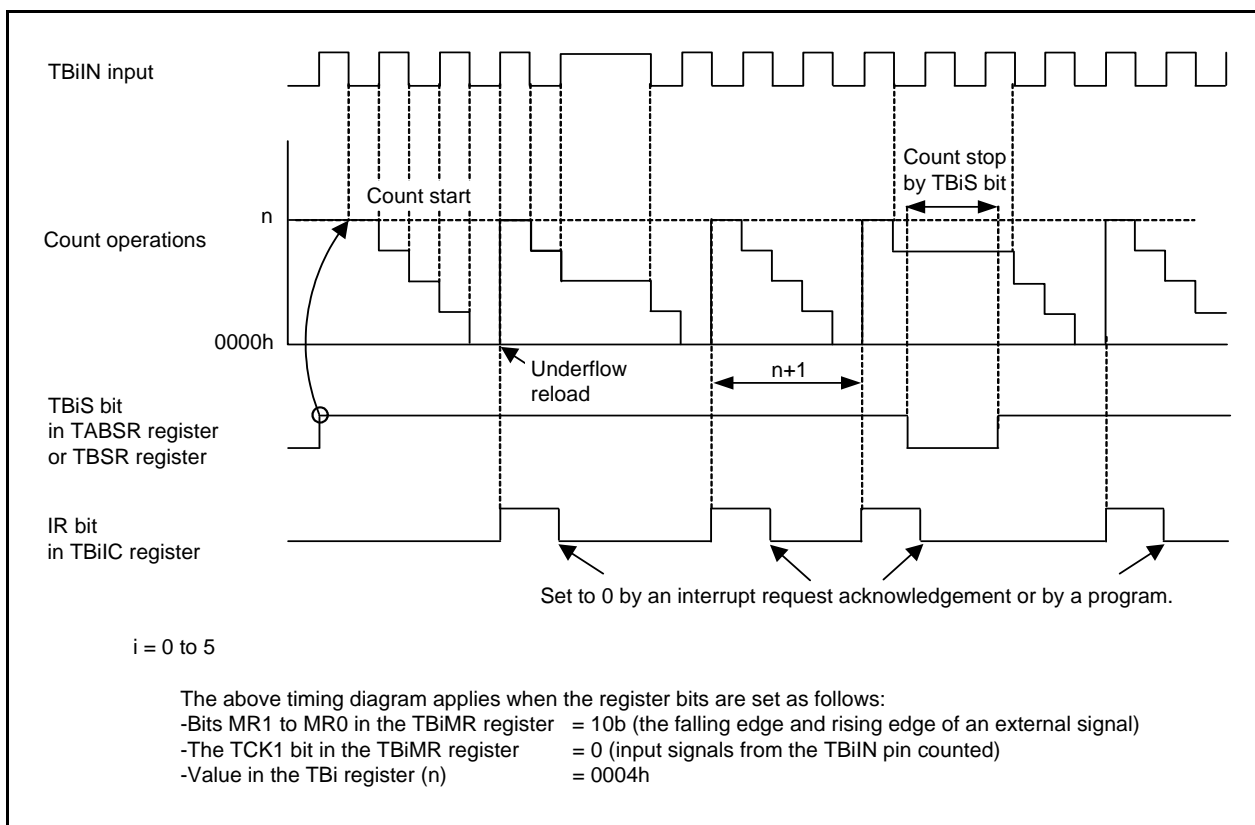 TBiIN input
Count stop
by TBiS bit
Count start
n
Count operations
0000h
Underflow
reload
n+1
TBiS bit
in TABSR register
or TBSR register
IR bit
in TBiIC register
Set to 0 by an interrupt request acknowledgement or by a program.
i = 0 to 5
The above timing diagram applies when the register bits are set as follows:
-Bits MR1 to MR0 in the TBiMR register = 10b (the falling edge and rising edge of an external signal)
-The TCK1 bit in the TBiMR register = 0 (input signals from the TBiIN pin counted)
-Value in the TBi register (n) = 0004h